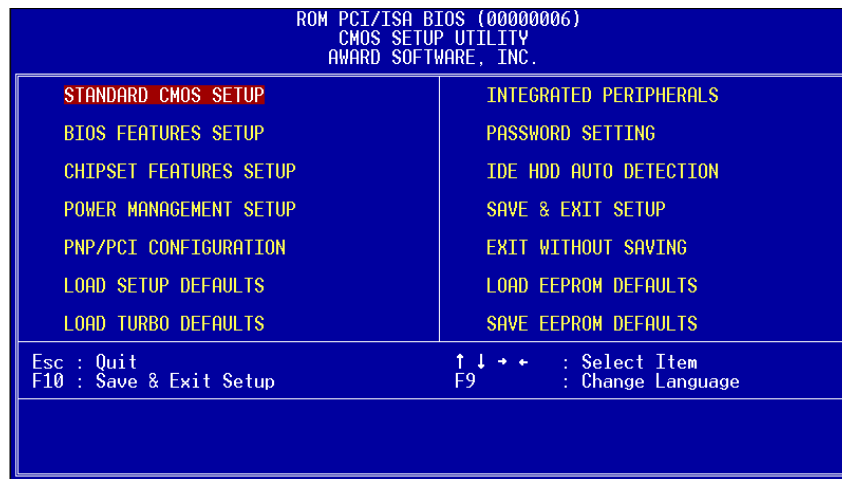 ROM PCI/ISA BIOS (00000006)
CMOS SETUP UTILITY
AWARD SOFTWARE, INC.
STANDARD CMOS SETUP
BIOS FEATURES SETUP
CHIPSET FEATURES SETUP
POWER MANAGEMENT SETUP
PNP/PCI CONFIGURATION
LOAD SETUP DEFAULTS
LOAD TURBO DEFAULTS
INTEGRATED PERIPHERALS
PASSWORD SETTING
IDE HDD AUTO DETECTION
SAVE & EXIT SETUP
EXIT WITHOUT SAVING
LOAD EEPROM DEFAULTS
SAVE EEPROM DEFAULTS
Esc : Quit
F10 : Save & Exit Setup
↑ ↓ → ← : Select Item
F9 : Change Language